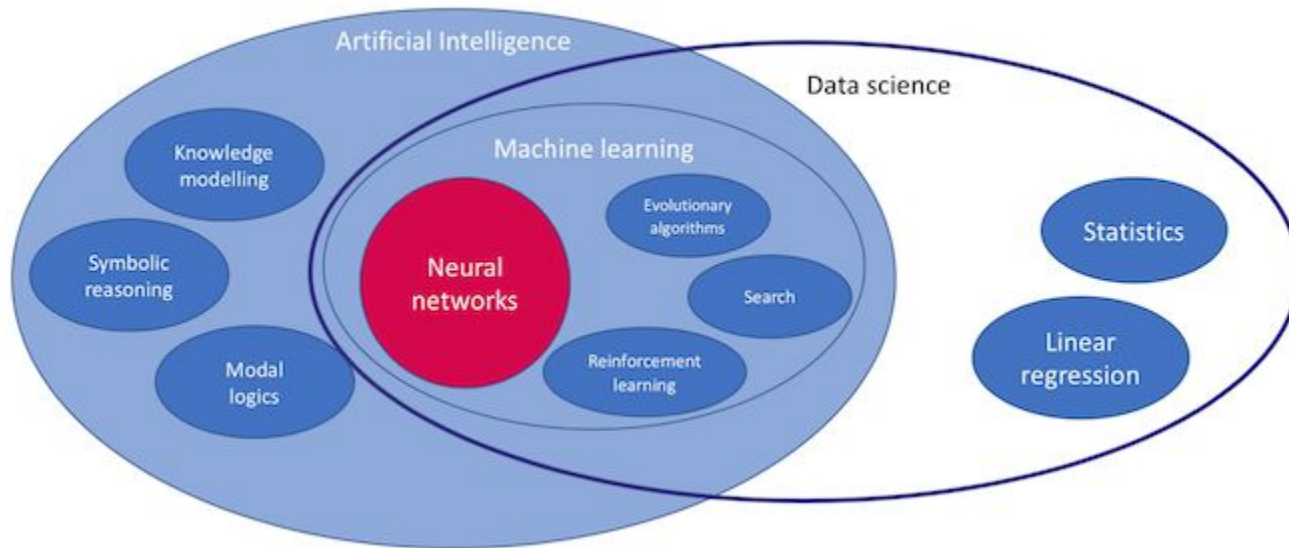 Artificial Intelligence
Data science
Machine learning
Knowledge
modelling
Symbolic
reasoning
Modal
logics
Neural
networks
Evolutionary
algorithms
Search
Reinforcement
learning
Statistics
Linear
regression